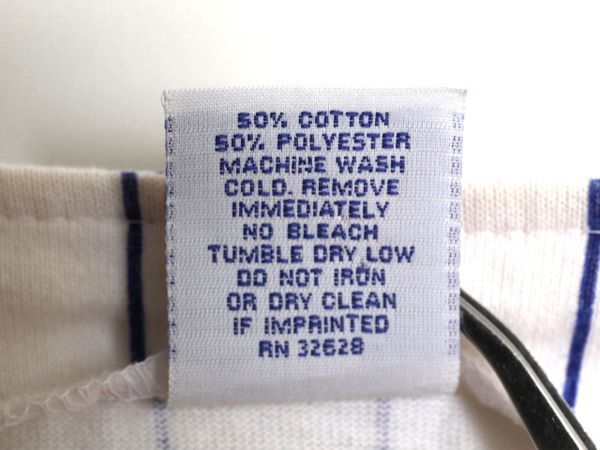 50% COTTON
50% POLYESTER
MACHINE WASH
COLD. REMOVE
IMMEDIATELY
NO BLEACH
TUMBLE DRY LOW
DO NOT IRON
OR DRY CLEAN
IF IMPRINTED
RN 32628